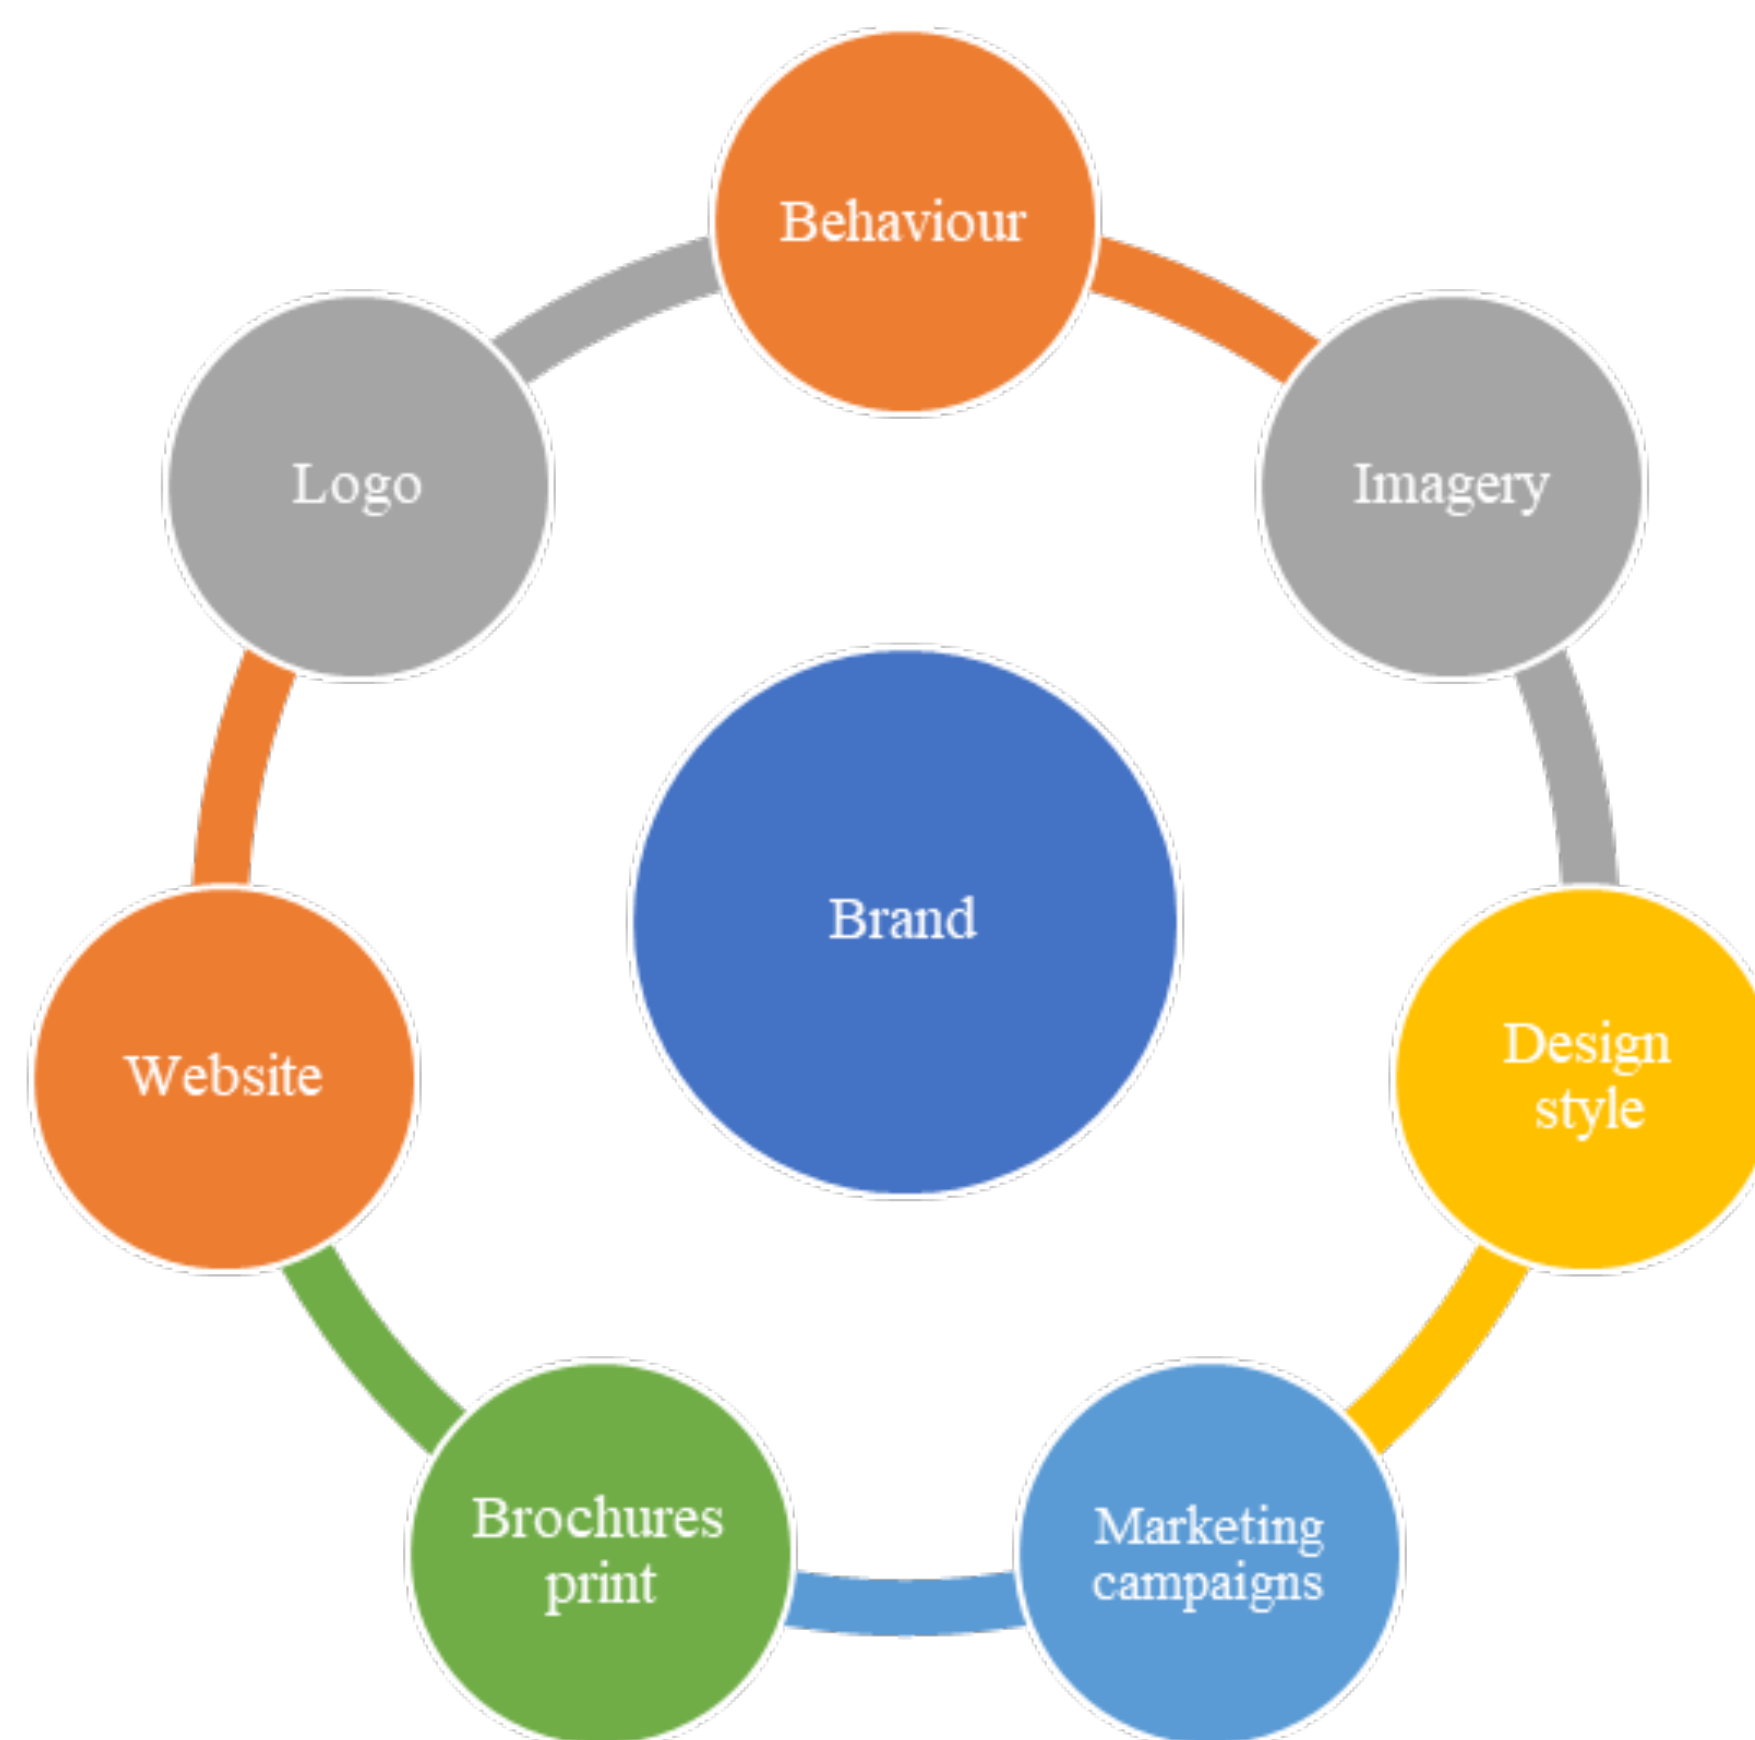 Behaviour
Logo
Imagery
Brand
Website
Design
style
Brochures
print
Marketing
campaigns